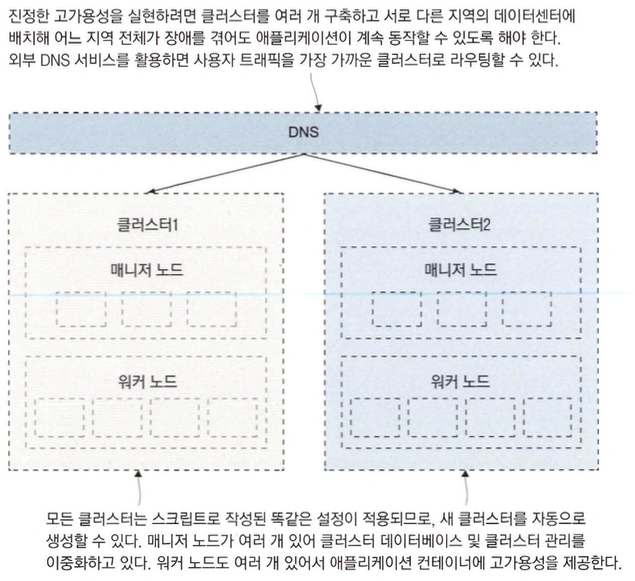 진정한 고가용성을 실현하려면 클러스터를 여러 개 구축하고 서로 다른 지역의 데이터센터에
배치해 어느 지역 전체가 장애를 겪어도 애플리케이션이 계속 동작할 수 있도록 해야 한다.
외부 DNS 서비스를 활용하면 사용자 트래픽을 가장 가까운 클러스터로 라우팅할 수 있다.
DNS
클러스터1
클러스터2
매니저 노드
매니저 노드
워커 노드
워커 노드
모든 클러스터는 스크립트로 작성된 똑같은 설정이 적용되므로, 새 클러스터를 자동으로
생성할 수 있다. 매니저 노드가 여러 개 있어 클러스터 데이터베이스 및 클러스터 관리를
이중화하고 있다. 워커 노드도 여러 개 있어서 애플리케이션 컨테이너에 고가용성을 제공한다.